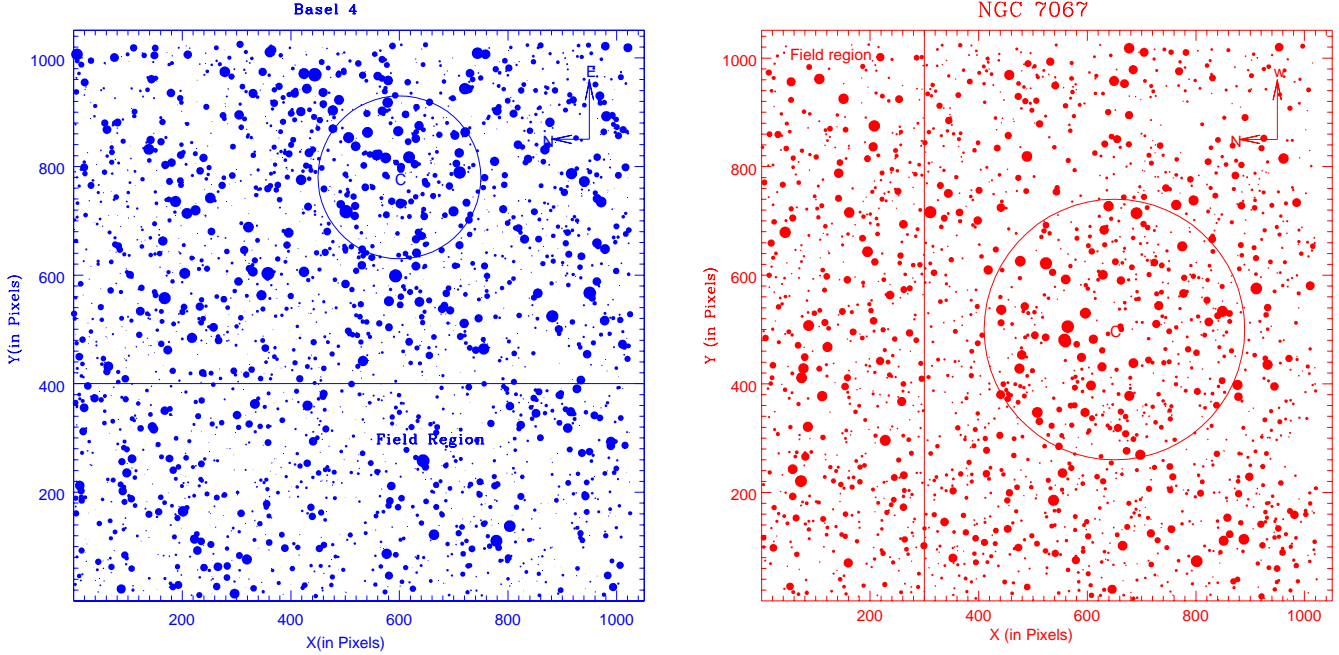 Basel 4
1000
800
600
400
200
Y(in Pixels)
E
N
C
Field Region
200
400
600
800
1000
X(in Pixels)
NGC 7067
1000
800
600
400
200
Y (in Pixels)
Field region
W
N
C
200
400
600
800
1000
X (in Pixels)